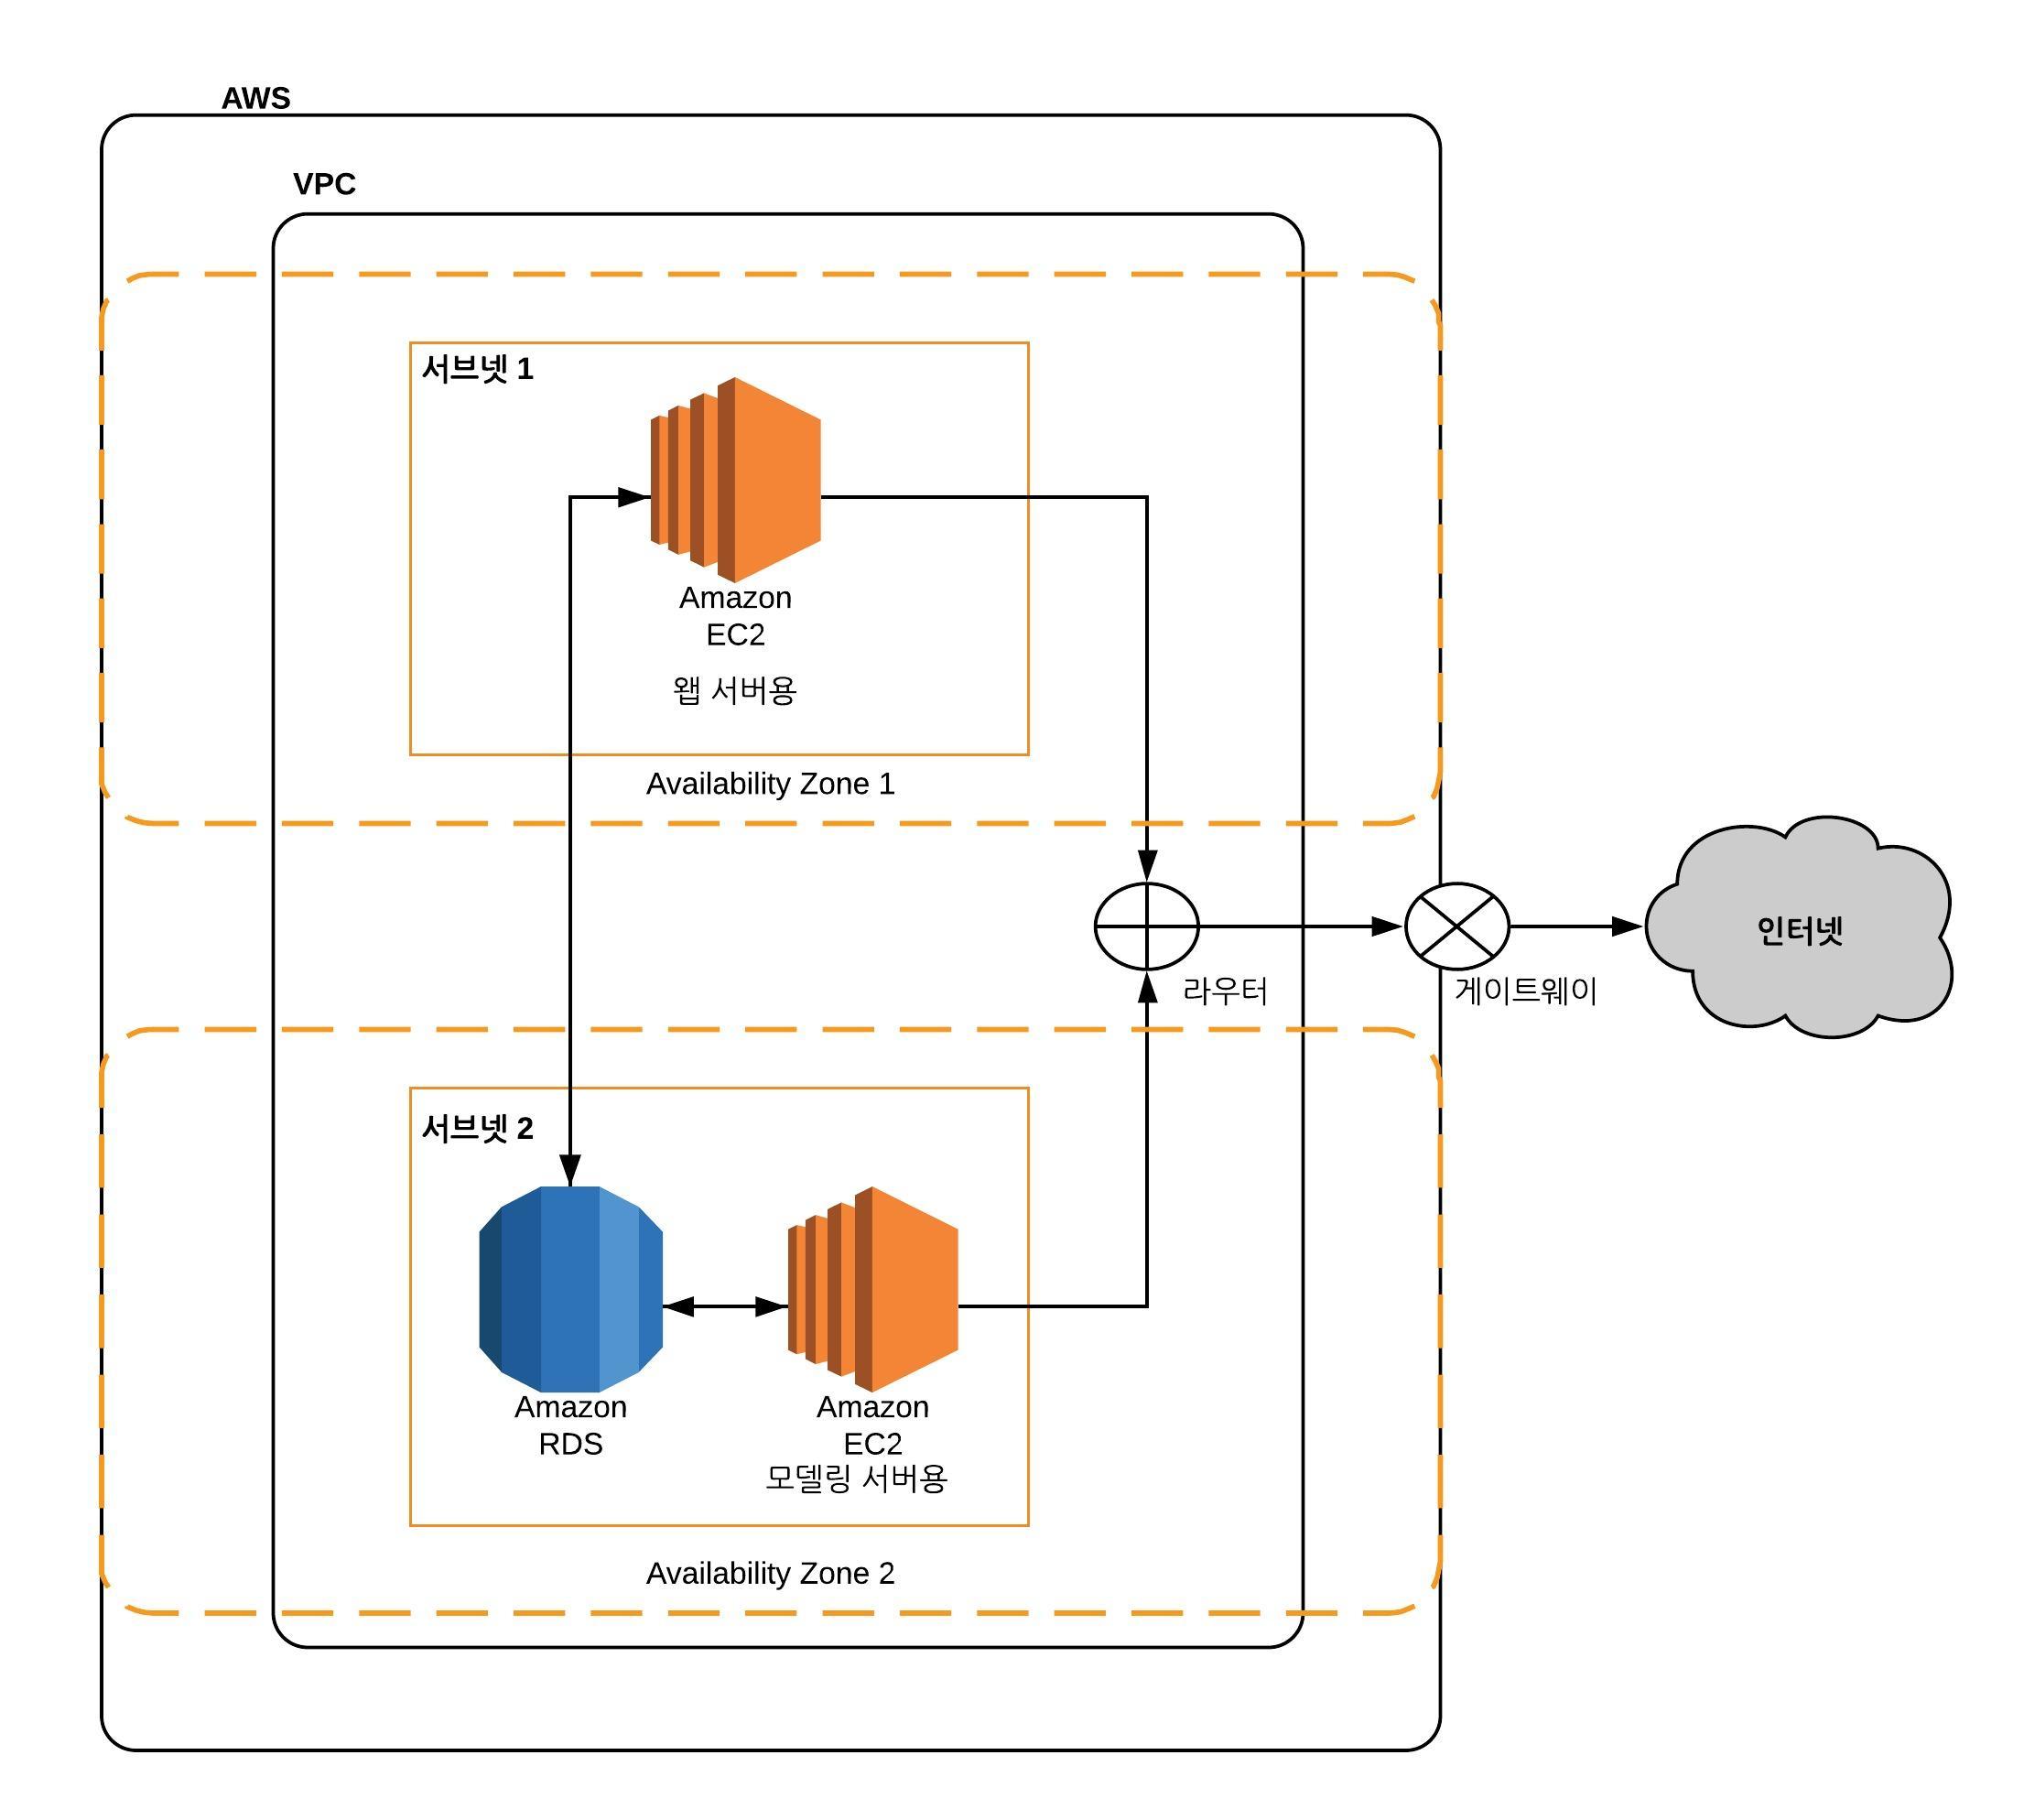 AWS
VPC
서브넷 1
Amazon
EC2
웹 서버용
Availability Zone 1
라우터
게이트웨이
인터넷
서브넷 2
Amazon
RDS
Amazon
EC2
모델링 서버용
Availability Zone 2